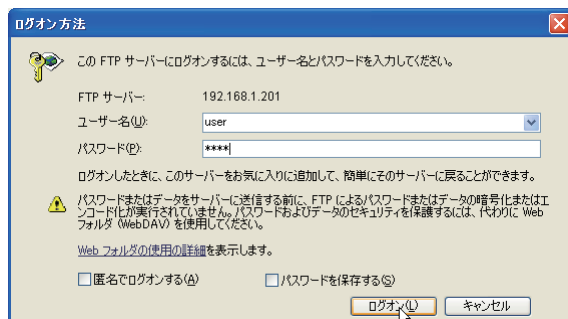 ログオン方法
この FTP サーバーにログオンするには、ユーザー名とパスワードを入力してください。
FTP サーバー: 192.168.1.201
ユーザー名(U): user
パスワード(P): ****
ログオンしたときに、このサーバーをお気に入りに追加して、簡単にそのサーバーに戻ることができます。
パスワードまたはデータをサーバーに送信する前に、FTP によるパスワードまたはデータの暗号化またはエ
ンコード化が実行されていません。パスワードおよびデータのセキュリティを保護するには、代わりに Web
フォルダ (WebDAV) を使用してください。
Web フォルダの使用の詳細を表示します。
匿名でログオンする(A) パスワードを保存する(S)
ログオン(L) キャンセル